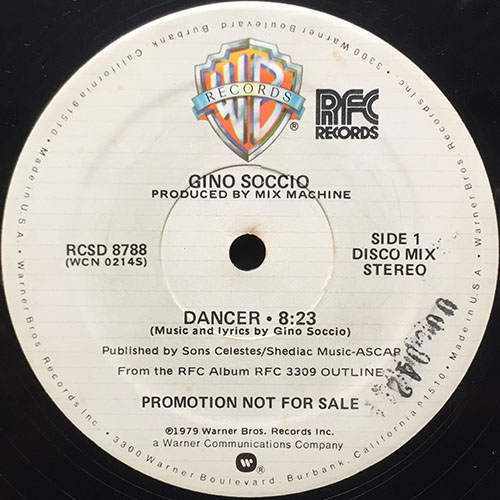 WB
RECORDS
®
RFC
RECORDS
GINO SOCCIO
PRODUCED BY MIX MACHINE
RCSD 8788
(WCN 0214S)
SIDE 1
DISCO MIX
STEREO
DANCER • 8:23
(Music and lyrics by Gino Soccio)
Published by Sons Celestes/Shediac Music-ASCAP
From the RFC Album RFC 3309 OUTLINE
PROMOTION NOT FOR SALE
℗1979 Warner Bros. Records Inc.
a Warner Communications Company
Warner Bros. Records Inc. • 3300 Warner Boulevard, Burbank, California 91510 • Made in U.S.A. • Warner Bros. Records Inc. • 3300 Warner Boulevard, Burbank, California 91510 • Made in U.S.A. •